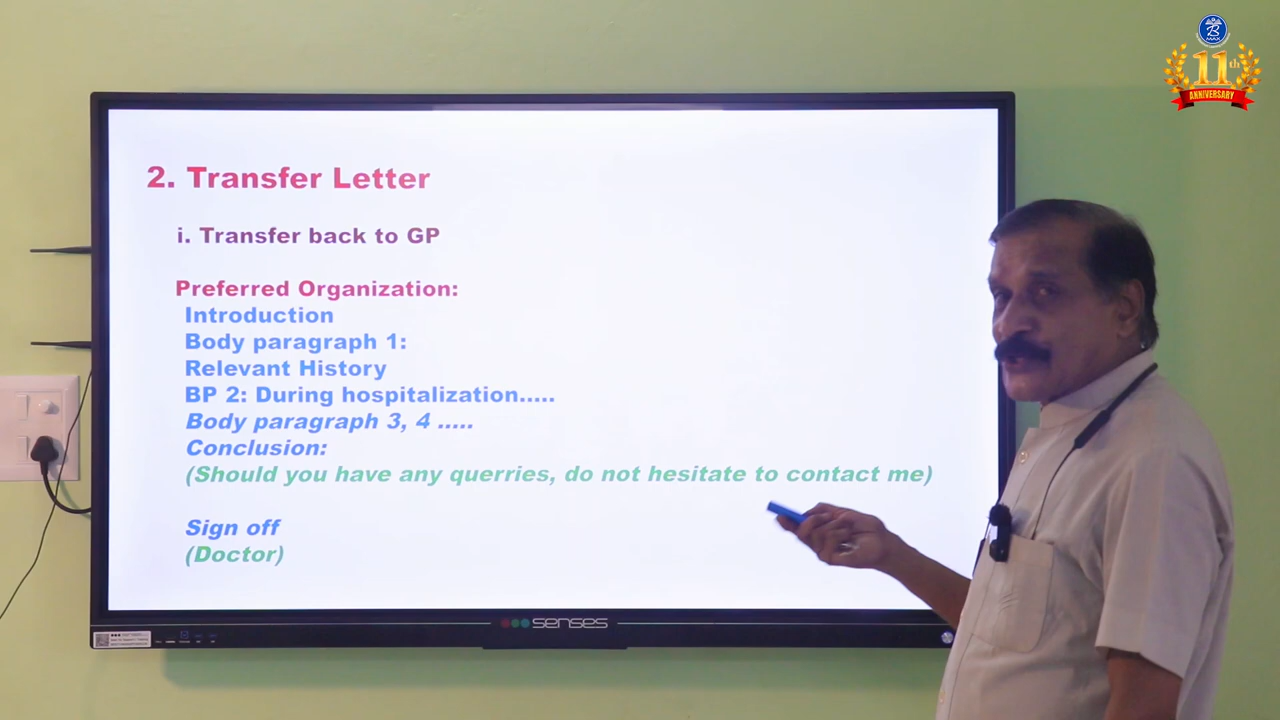 B
MAX
11th
ANNIVERSARY
2. Transfer Letter
i. Transfer back to GP
Preferred Organization:
Introduction
Body paragraph 1:
Relevant History
BP 2: During hospitalization.....
Body paragraph 3, 4 .....
Conclusion:
(Should you have any querries, do not hesitate to contact me)
Sign off
(Doctor)
senses